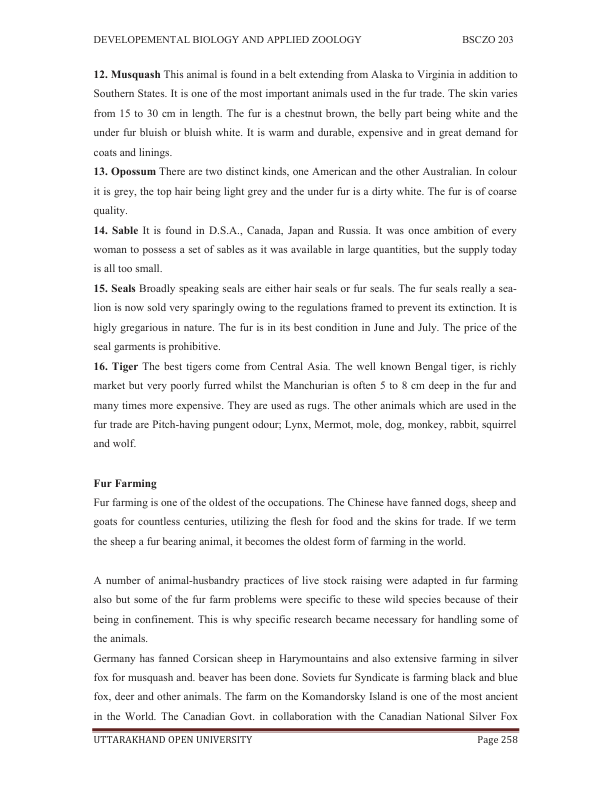 DEVELOPEMENTAL BIOLOGY AND APPLIED ZOOLOGY BSCZO 203
12. Musquash This animal is found in a belt extending from Alaska to Virginia in addition to
Southern States. It is one of the most important animals used in the fur trade. The skin varies
from 15 to 30 cm in length. The fur is a chestnut brown, the belly part being white and the
under fur bluish or bluish white. It is warm and durable, expensive and in great demand for
coats and linings.
13. Opossum There are two distinct kinds, one American and the other Australian. In colour
it is grey, the top hair being light grey and the under fur is a dirty white. The fur is of coarse
quality.
14. Sable It is found in D.S.A., Canada, Japan and Russia. It was once ambition of every
woman to possess a set of sables as it was available in large quantities, but the supply today
is all too small.
15. Seals Broadly speaking seals are either hair seals or fur seals. The fur seals really a sea-
lion is now sold very sparingly owing to the regulations framed to prevent its extinction. It is
higly gregarious in nature. The fur is in its best condition in June and July. The price of the
seal garments is prohibitive.
16. Tiger The best tigers come from Central Asia. The well known Bengal tiger, is richly
market but very poorly furred whilst the Manchurian is often 5 to 8 cm deep in the fur and
many times more expensive. They are used as rugs. The other animals which are used in the
fur trade are Pitch-having pungent odour; Lynx, Mermot, mole, dog, monkey, rabbit, squirrel
and wolf.
Fur Farming
Fur farming is one of the oldest of the occupations. The Chinese have fanned dogs, sheep and
goats for countless centuries, utilizing the flesh for food and the skins for trade. If we term
the sheep a fur bearing animal, it becomes the oldest form of farming in the world.
A number of animal-husbandry practices of live stock raising were adapted in fur farming
also but some of the fur farm problems were specific to these wild species because of their
being in confinement. This is why specific research became necessary for handling some of
the animals.
Germany has fanned Corsican sheep in Harymountains and also extensive farming in silver
fox for musquash and. beaver has been done. Soviets fur Syndicate is farming black and blue
fox, deer and other animals. The farm on the Komandorsky Island is one of the most ancient
in the World. The Canadian Govt. in collaboration with the Canadian National Silver Fox
UTTARAKHAND OPEN UNIVERSITY Page 258